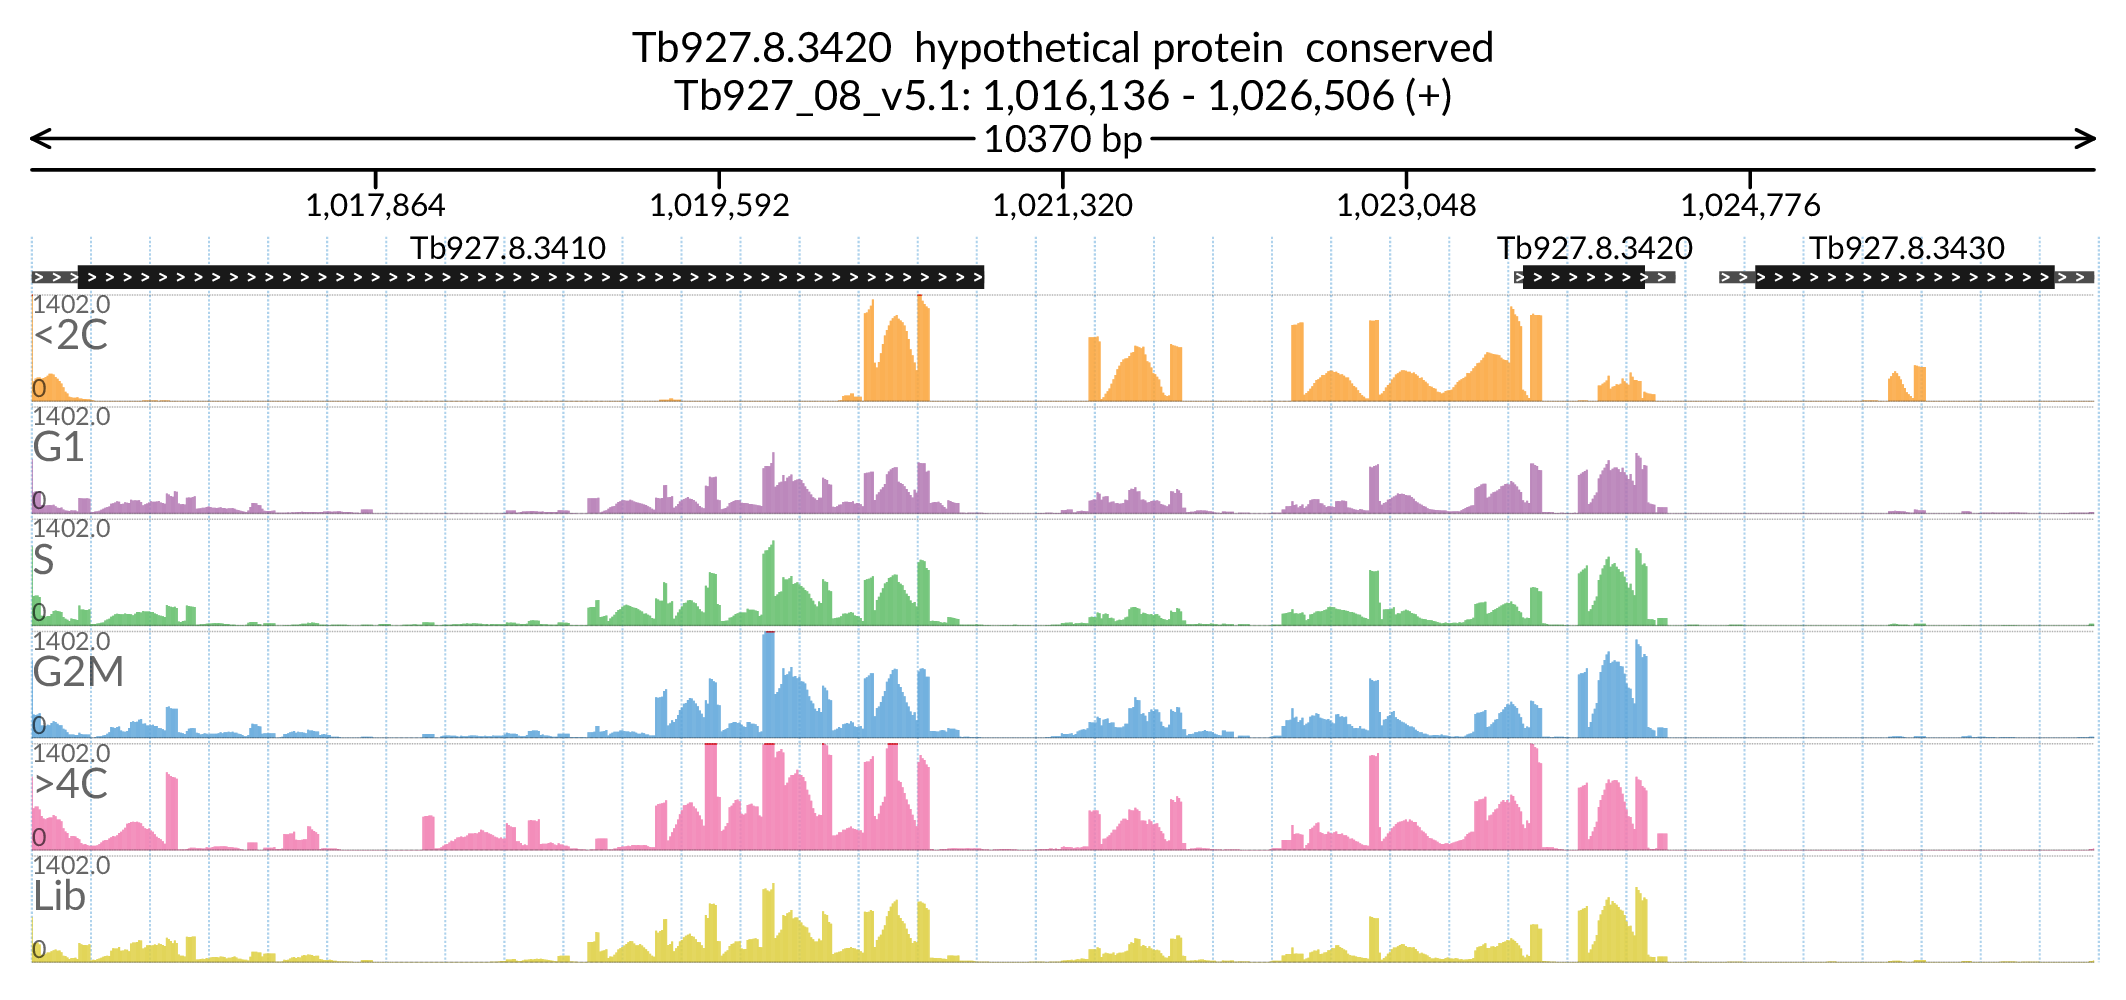 Tb927.8.3420 hypothetical protein conserved
Tb927_08_v5.1: 1,016,136 - 1,026,506 (+)
10370 bp
1,017,864 1,019,592 1,021,320 1,023,048 1,024,776
Tb927.8.3410 Tb927.8.3420 Tb927.8.3430
1402.0
<2C
0
1402.0
G1
0
1402.0
S
0
1402.0
G2M
0
1402.0
>4C
0
1402.0
Lib
0